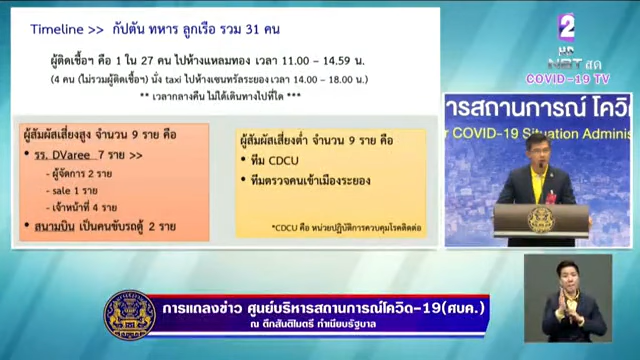 Timeline >> กัปตัน ทหาร ลูกเรือ รวม 31 คน
ผู้ติดเชื้อฯ คือ 1 ใน 27 คน ไปห้างแหลมทอง เวลา 11.00 – 14.59 น.
(4 คน (ไม่รวมผู้ติดเชื้อฯ) นั่ง taxi ไปห้างเซนทรัลระยอง เวลา 14.00 – 18.00 น.)
** เวลากลางคืน ไม่ได้เดินทางไปที่ใด ***
ผู้สัมผัสเสี่ยงสูง จำนวน 9 ราย คือ
• รร. DVaree 7 ราย >>
- ผู้จัดการ 2 ราย
- sale 1 ราย
- เจ้าหน้าที่ 4 ราย
• สนามบิน เป็นคนขับรถตู้ 2 ราย
ผู้สัมผัสเสี่ยงต่ำ จำนวน 9 ราย คือ
• ทีม CDCU
• ทีมตรวจคนเข้าเมืองระยอง
*CDCU คือ หน่วยปฏิบัติการควบคุมโรคติดต่อ
2
NBT สด
COVID-19 TV
ารสถานการณ์ โควิ
r COVID-19 Situation Adminis
การแถลงข่าว ศูนย์บริหารสถานการณ์โควิด-19(ศบค.)
ณ ตึกสันติไมตรี ทำเนียบรัฐบาล